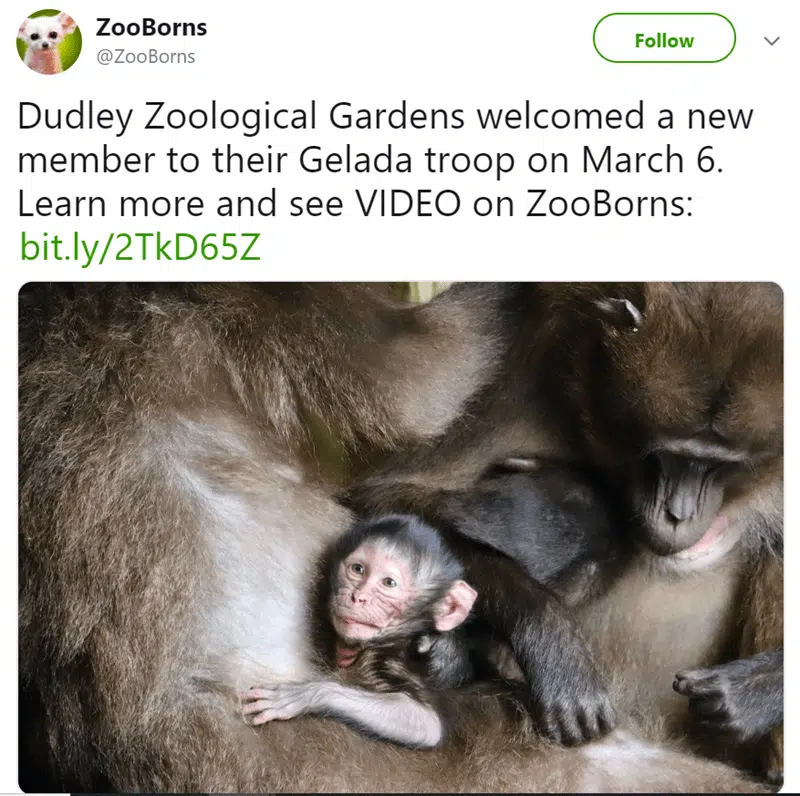 ZooBorns
@ZooBorns
Follow
Dudley Zoological Gardens welcomed a new
member to their Gelada troop on March 6.
Learn more and see VIDEO on ZooBorns:
bit.ly/2TkD65Z